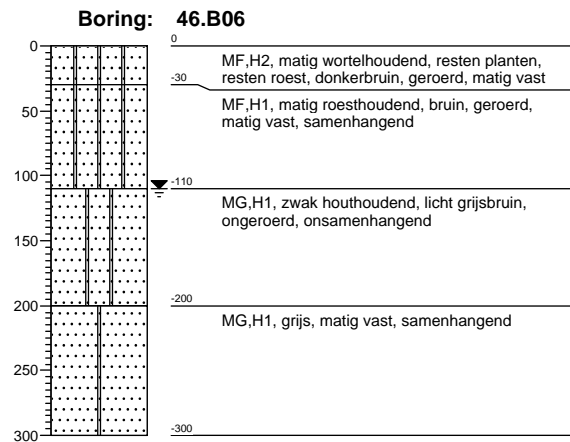 Boring: 46.B06
0
0
MF,H2, matig wortelhoudend, resten planten,
resten roest, donkerbruin, geroerd, matig vast
-30
MF,H1, matig roesthoudend, bruin, geroerd,
matig vast, samenhangend
50
100
-110
MG,H1, zwak houthoudend, licht grijsbruin,
ongeroerd, onsamenhangend
150
200
-200
MG,H1, grijs, matig vast, samenhangend
250
300
-300